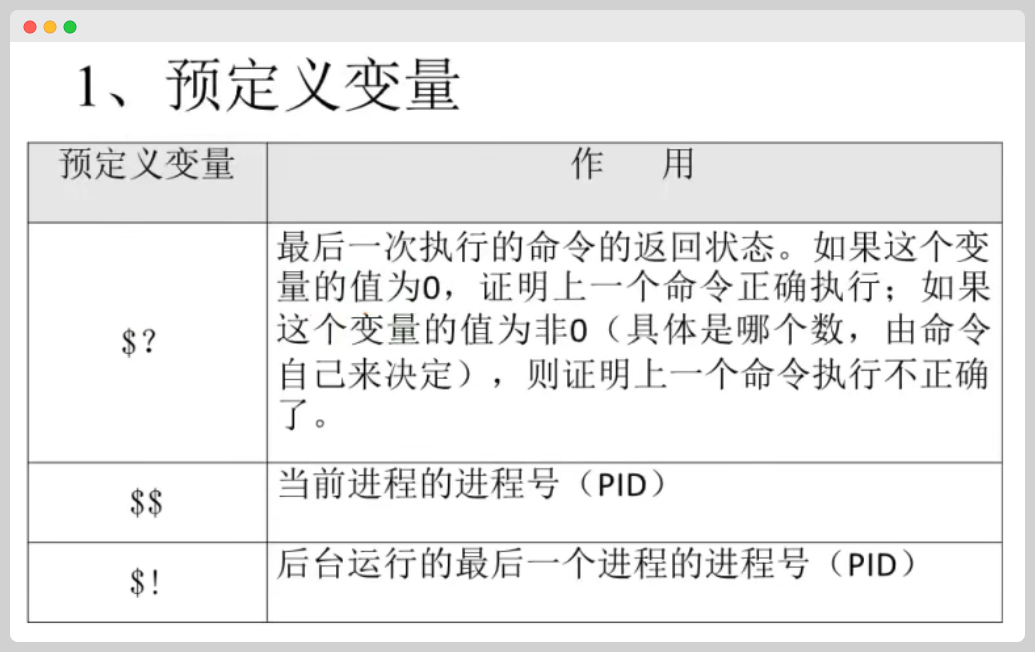 1、预定义变量
预定义变量
作 用
$?
最后一次执行的命令的返回状态。如果这个变
量的值为0，证明上一个命令正确执行；如果
这个变量的值为非0（具体是哪个数，由命令
自己来决定），则证明上一个命令执行不正确
了。
$$
当前进程的进程号（PID）
$!
后台运行的最后一个进程的进程号（PID）